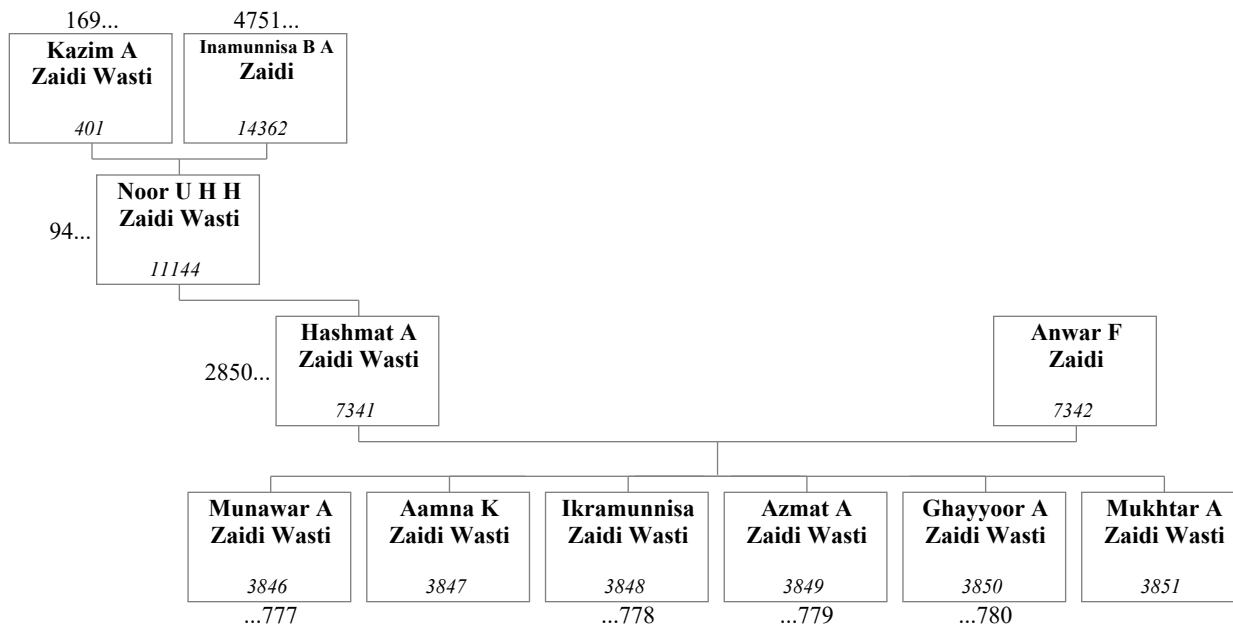 169...
4751...
Kazim A
Zaidi Wasti
401
Inamunnisa B A
Zaidi
14362
94...
Noor U H H
Zaidi Wasti
11144
2850...
Hashmat A
Zaidi Wasti
7341
Anwar F
Zaidi
7342
Munawar A
Zaidi Wasti
3846
...777
Aamna K
Zaidi Wasti
3847
Ikramunnisa
Zaidi Wasti
3848
...778
Azmat A
Zaidi Wasti
3849
...779
Ghayyoor A
Zaidi Wasti
3850
...780
Mukhtar A
Zaidi Wasti
3851